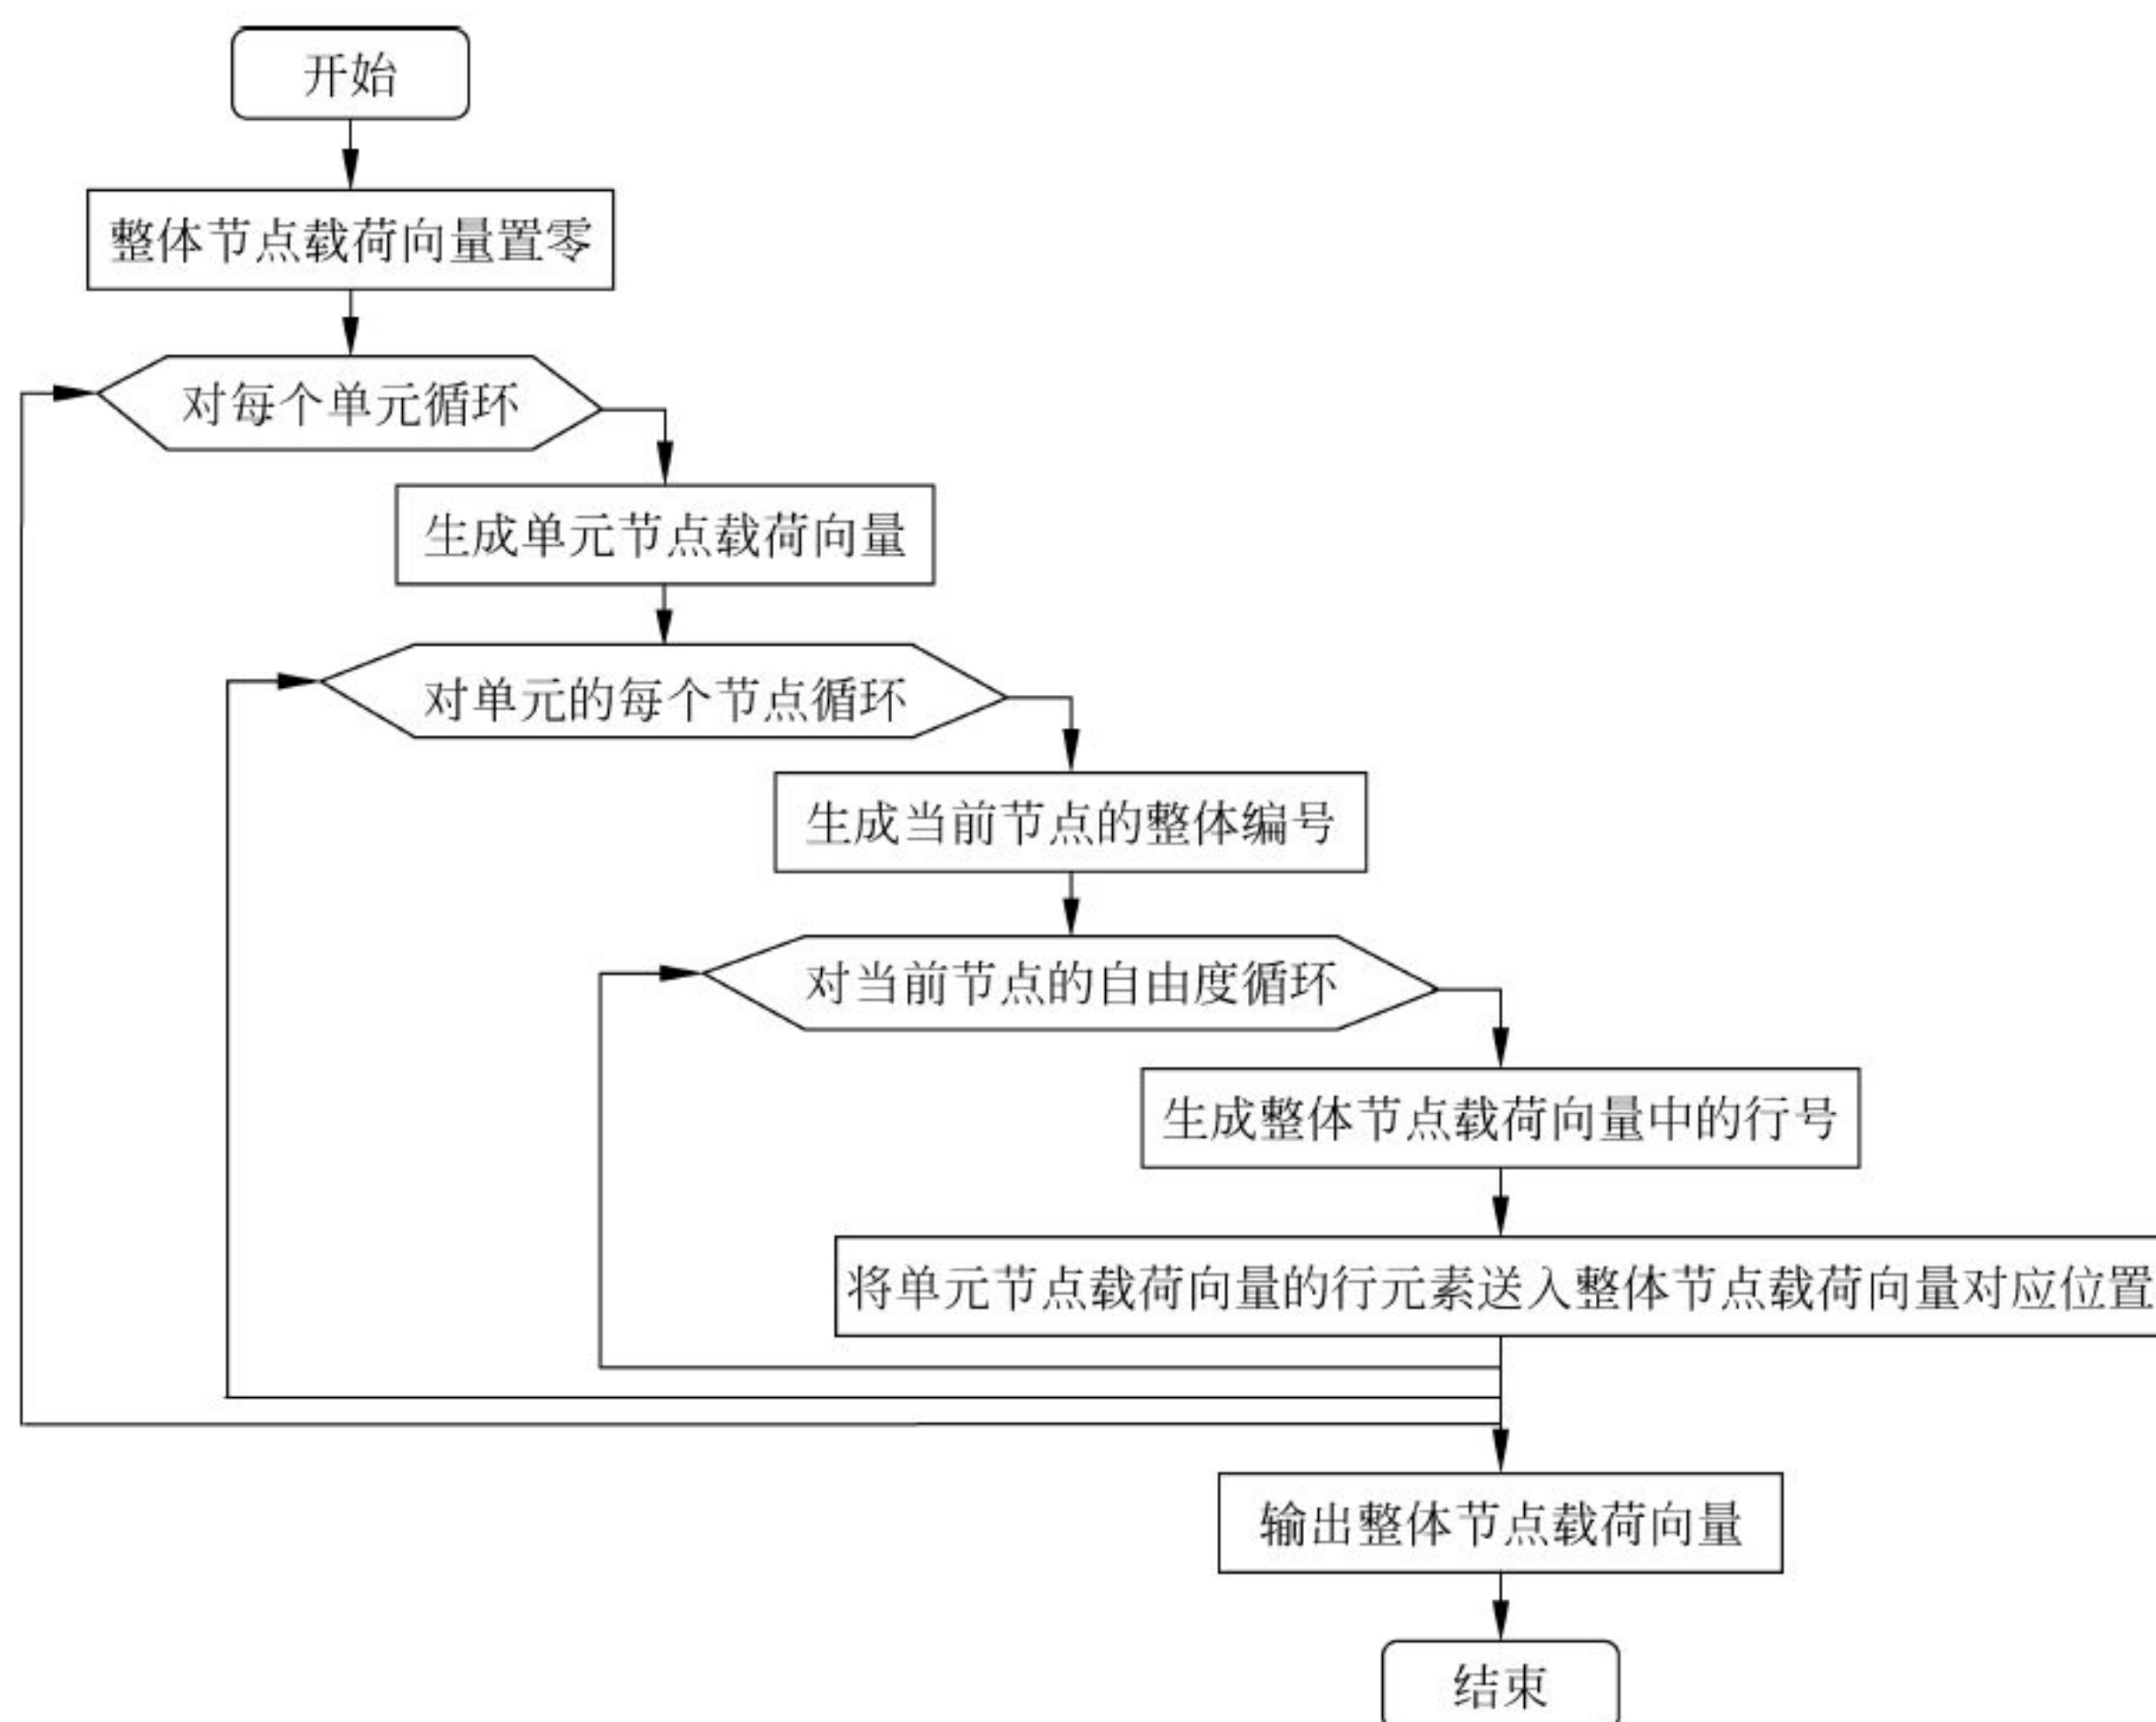 开始
整体节点载荷向量置零
对每个单元循环
生成单元节点载荷向量
对单元的每个节点循环
生成当前节点的整体编号
对当前节点的自由度循环
生成整体节点载荷向量中的行号
将单元节点载荷向量的行元素送入整体节点载荷向量对应位置
输出整体节点载荷向量
结束